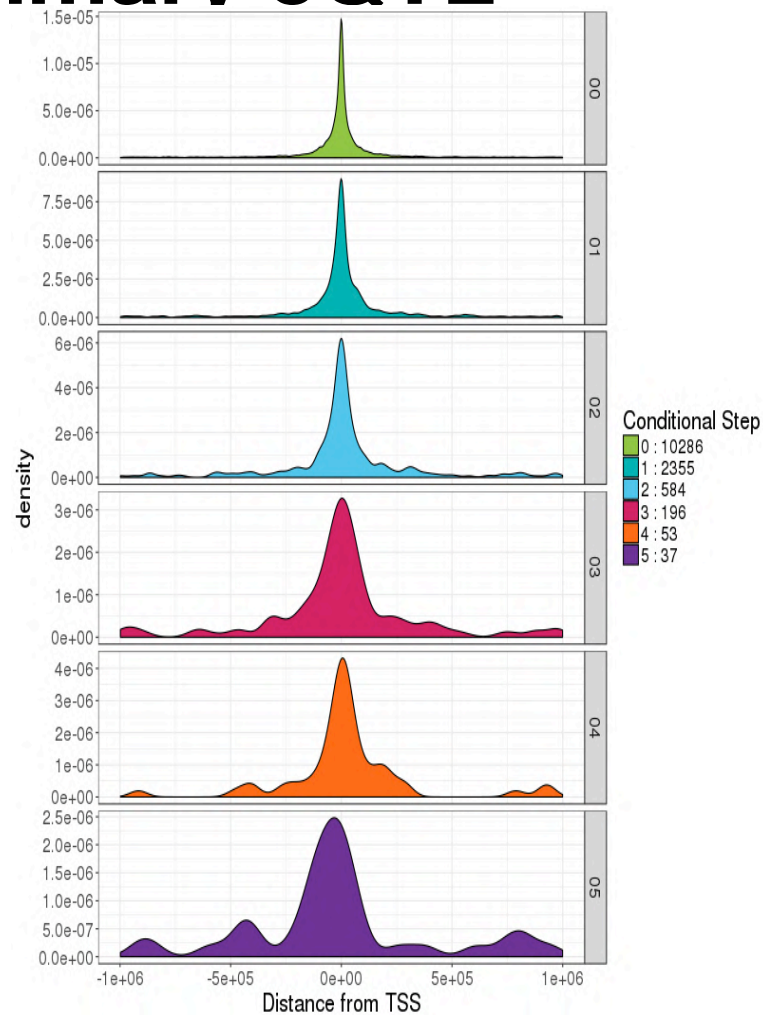 1.5e-05
1.0e-05
5.0e-06
0.0e+00
00
7.5e-06
5.0e-06
2.5e-06
0.0e+00
01
6e-06
4e-06
2e-06
0e+00
02
3e-06
2e-06
1e-06
0e+00
03
4e-06
3e-06
2e-06
1e-06
0e+00
04
2.5e-06
2.0e-06
1.5e-06
1.0e-06
5.0e-07
0.0e+00
05
density
-1e+06 -5e+05 0e+00 5e+05 1e+06
Distance from TSS
Conditional Step
0 : 10286
1 : 2355
2 : 584
3 : 196
4 : 53
5 : 37